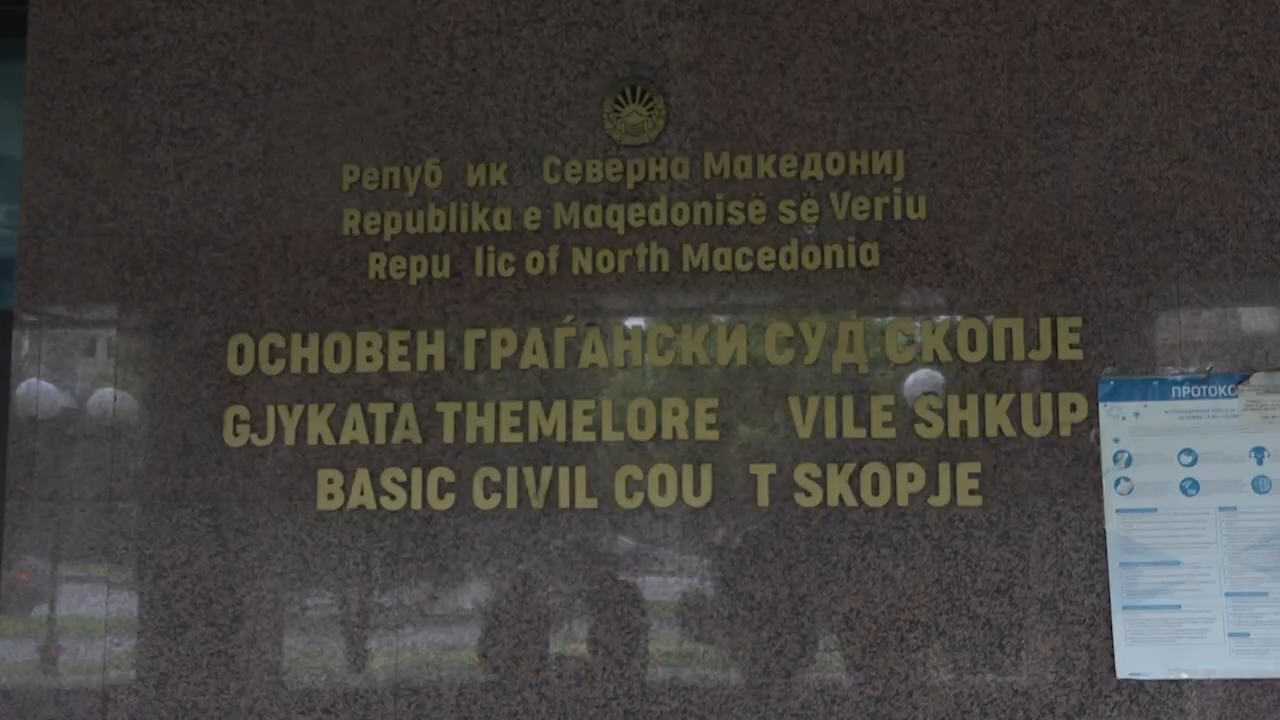 Репуб ик Северна Македониј
Republika e Maqedonisë së Veriu
Repu lic of North Macedonia
ОСНОВЕН ГРАЃАНСКИ СУД СКОПЈЕ
GJYKATA THEMELORE VILE SHKUP
BASIC CIVIL COU T SKOPJE
ПРОТОКО